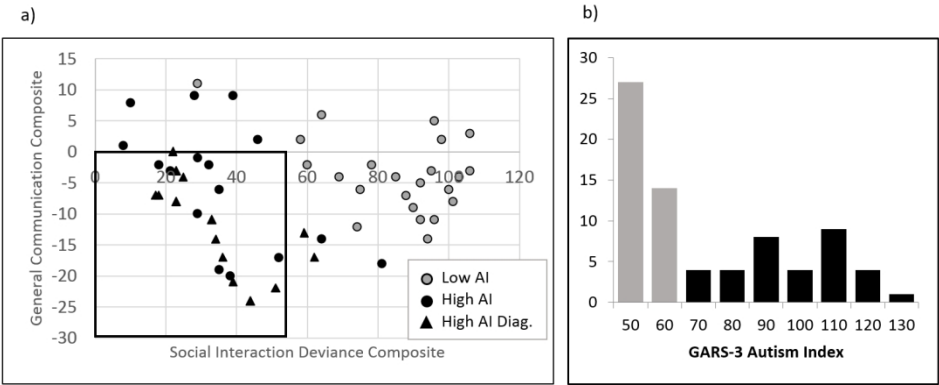 a)
15
10
5
0
-5
-10
-15
-20
-25
-30
0 20 40 60 80 100 120
General Communication Composite
Social Interaction Deviance Composite
Low AI
High AI
High AI Diag.
b)
30
25
20
15
10
5
0
50 60 70 80 90 100 110 120 130
GARS-3 Autism Index